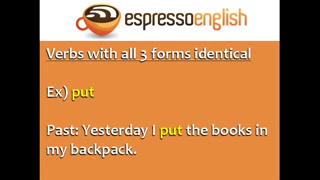 espressoenglish
Verbs with all 3 forms identical
Ex) put
Past: Yesterday I put the books in
my backpack.